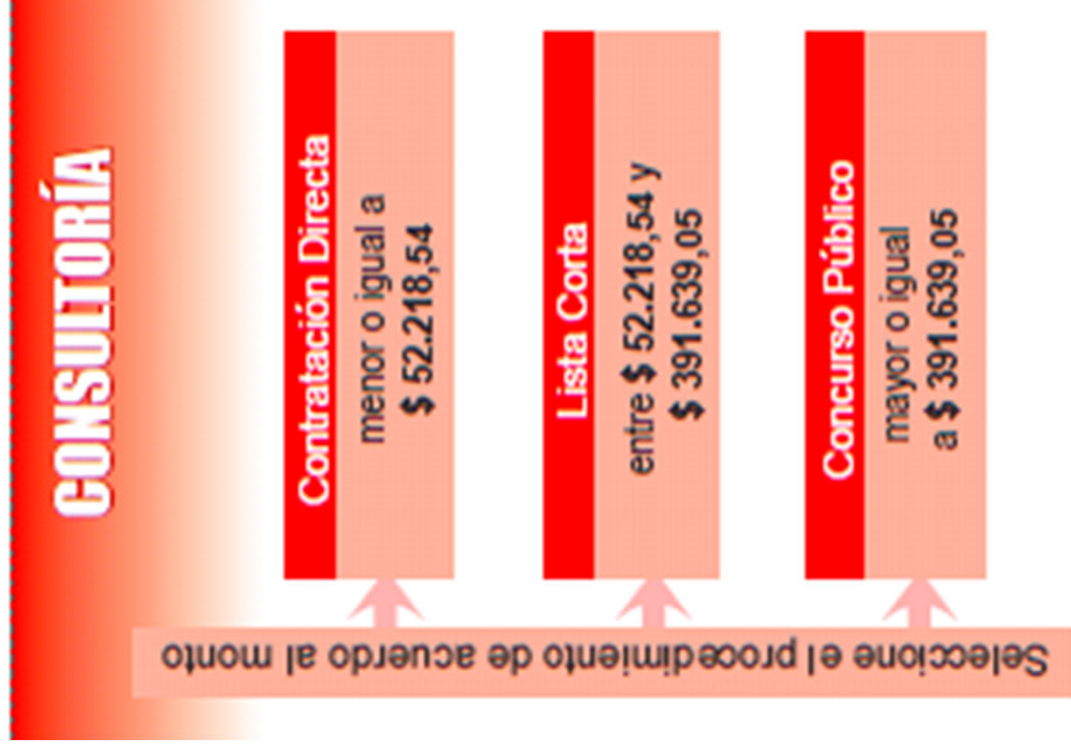 CONSULTORÍA
Seleccione el procedimiento de acuerdo al monto
Contratación Directa
menor o igual a
$ 52.218,54
Lista Corta
entre $ 52.218,54 y
$ 391.639,05
Concurso Público
mayor o igual
a $ 391.639,05